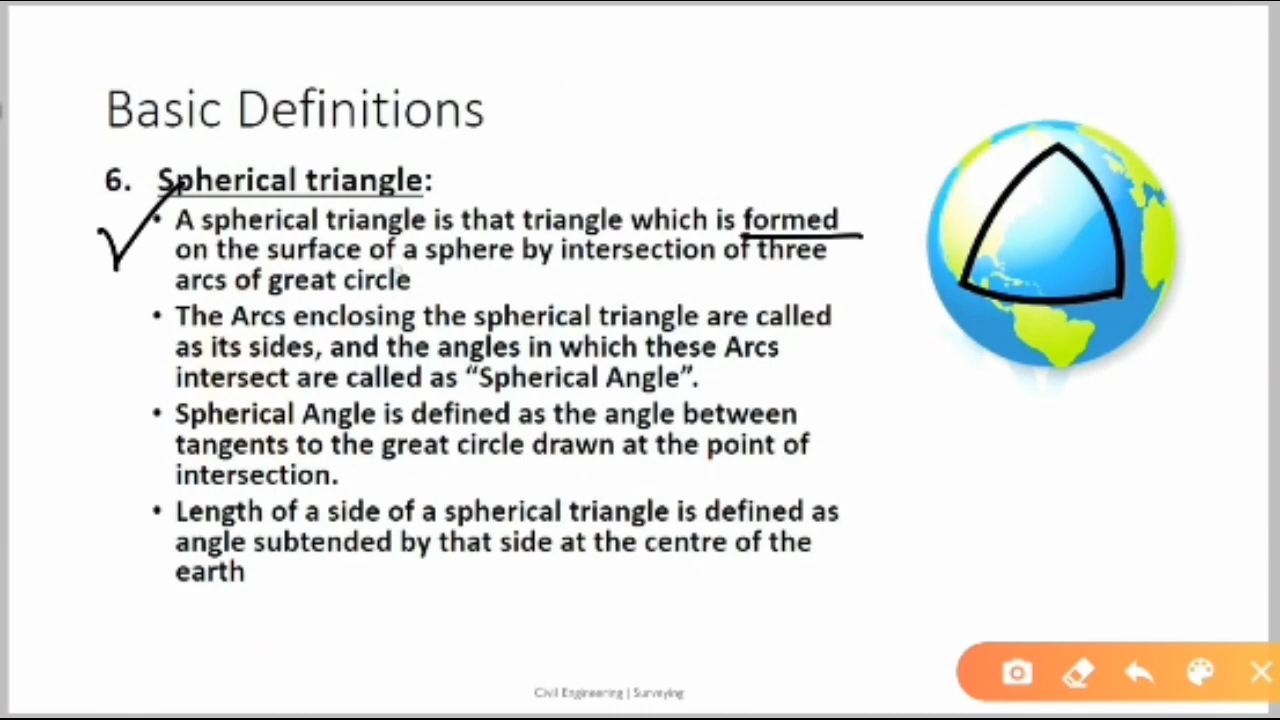 Basic Definitions
6. Spherical triangle:
• A spherical triangle is that triangle which is formed
on the surface of a sphere by intersection of three
arcs of great circle
• The Arcs enclosing the spherical triangle are called
as its sides, and the angles in which these Arcs
intersect are called as “Spherical Angle”.
• Spherical Angle is defined as the angle between
tangents to the great circle drawn at the point of
intersection.
• Length of a side of a spherical triangle is defined as
angle subtended by that side at the centre of the
earth
Civil Engineering | Surveying